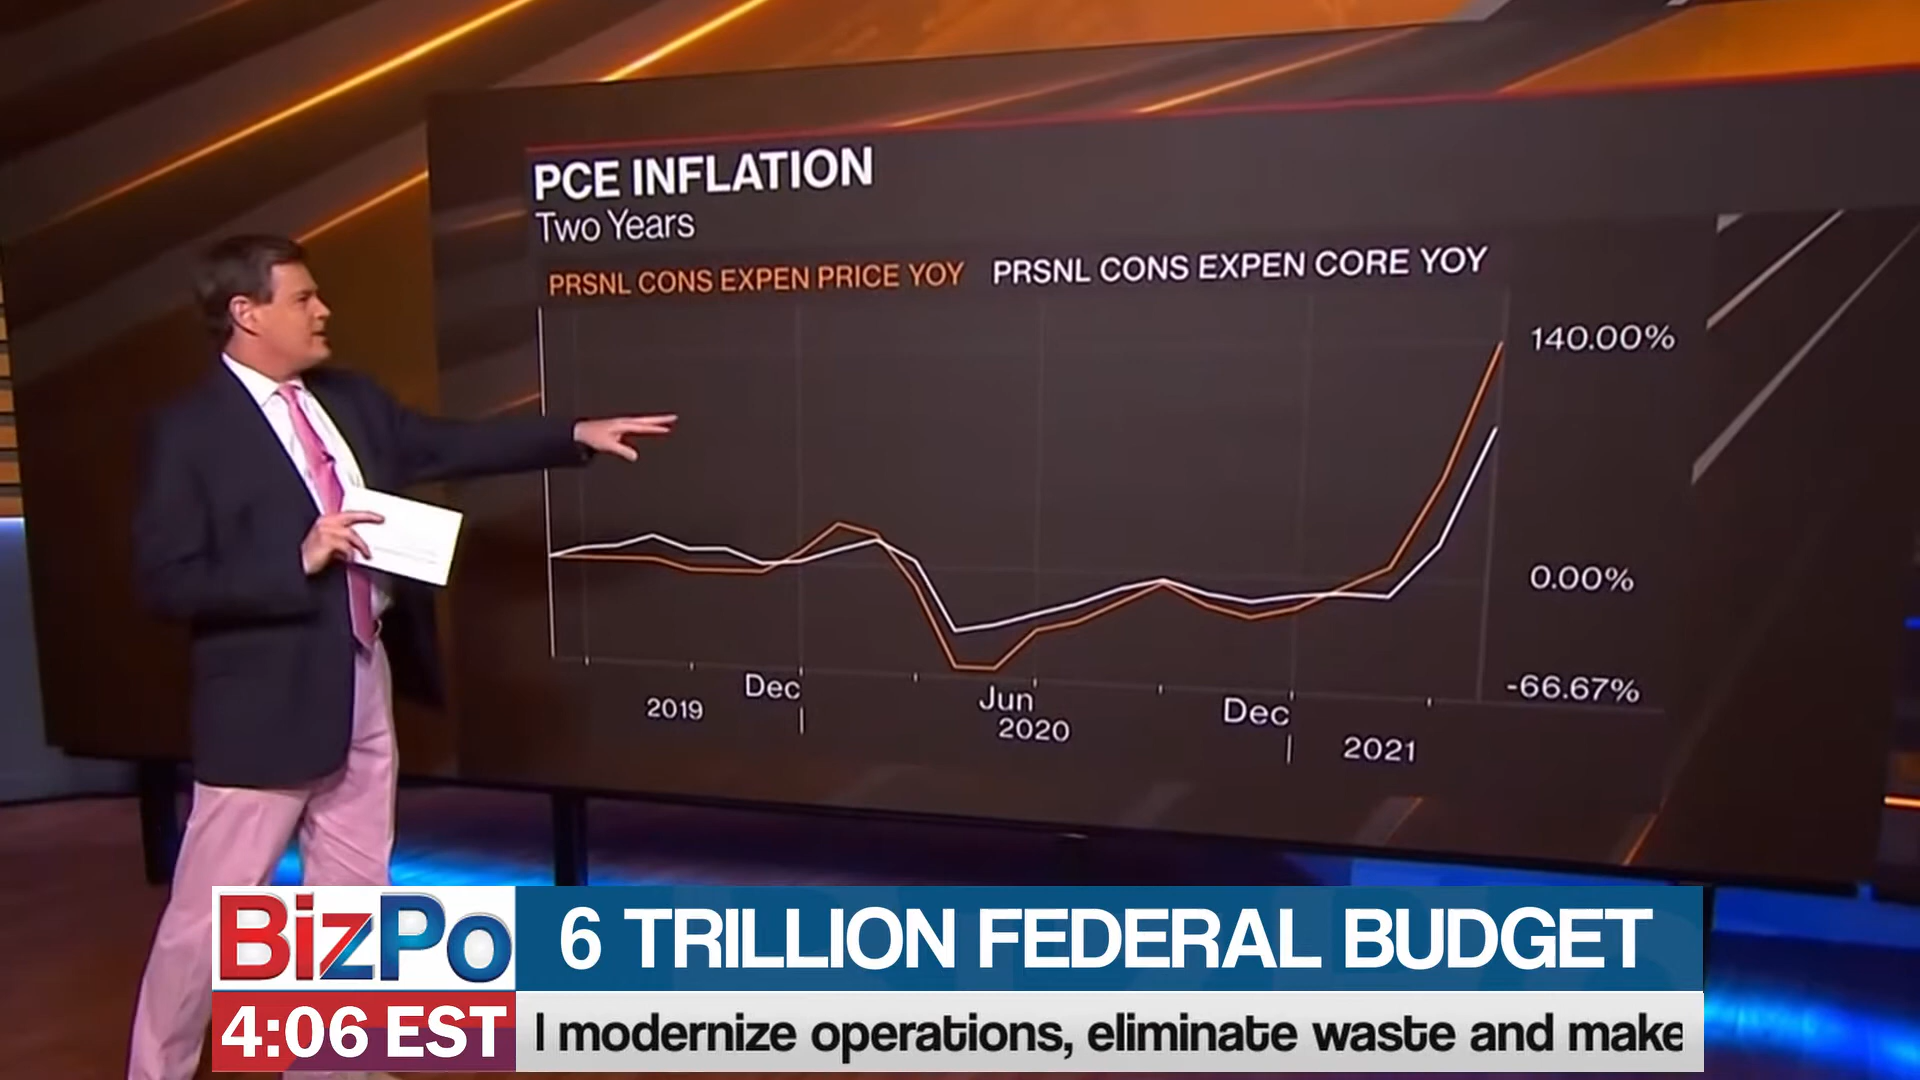 PCE INFLATION
Two Years
PRSNL CONS EXPEN PRICE YOY PRSNL CONS EXPEN CORE YOY
140.00%
0.00%
-66.67%
Dec Jun Dec
2019 2020 2021
BizPo 6 TRILLION FEDERAL BUDGET
4:06 EST l modernize operations, eliminate waste and make